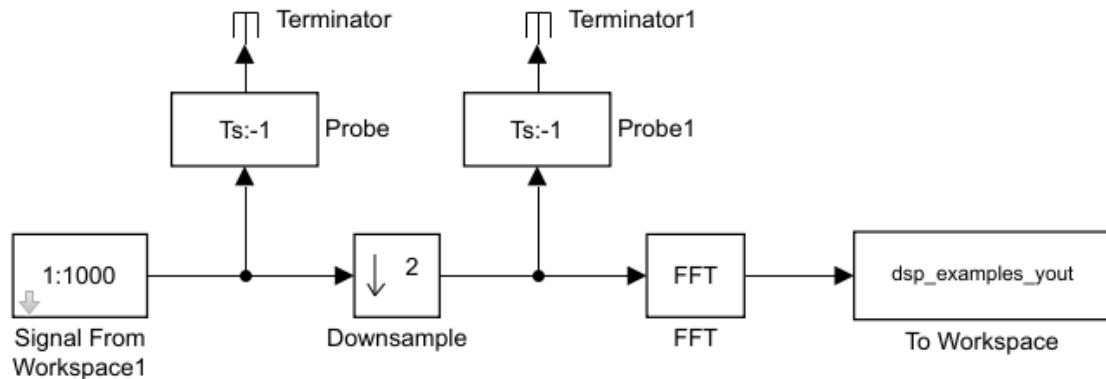 Terminator
Terminator1
Ts:-1
Probe
Ts:-1
Probe1
1:1000
2
FFT
dsp_examples_yout
Signal From
Workspace1
Downsample
FFT
To Workspace